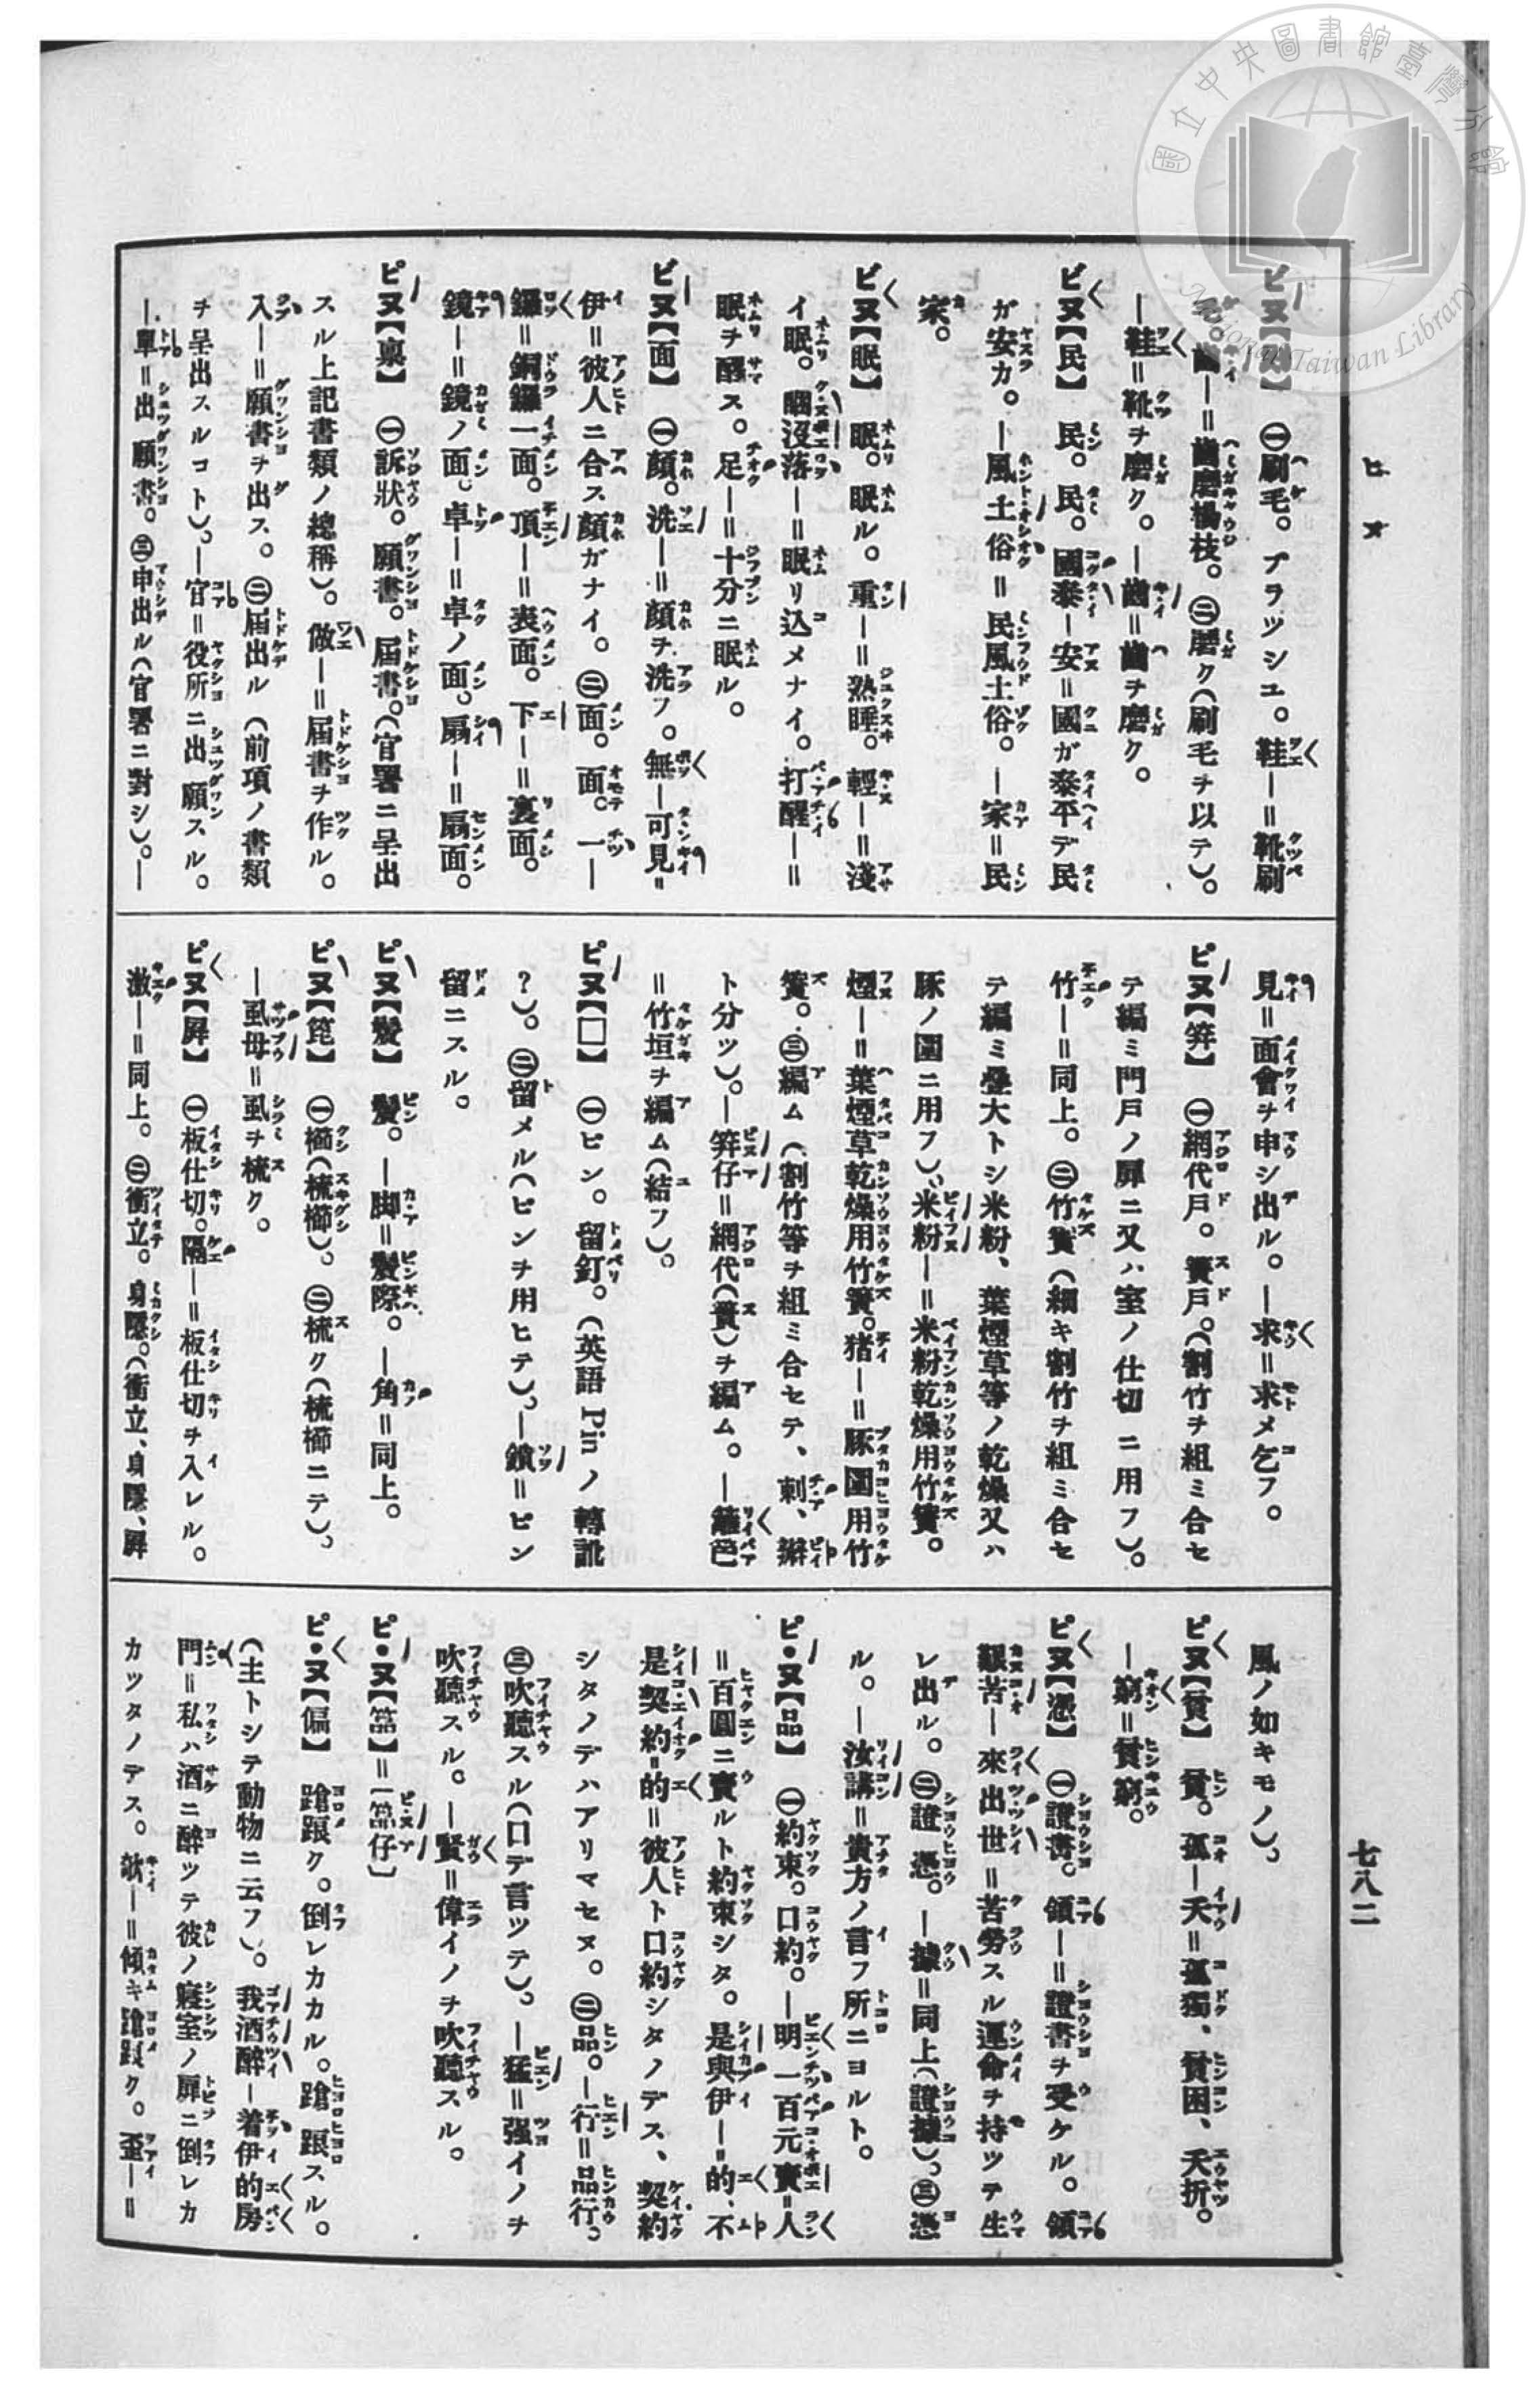 國立中央圖書館臺灣分館
National Taiwan Library
ヒヌ
七八二
ビヌ【刷】 ㊀刷毛。ブラツシユ。鞋―＝靴刷
毛。齒―＝齒磨楊枝。㊁磨ク(刷毛ヲ以テ)。
―鞋＝靴ヲ磨ク。―齒＝齒ヲ磨ク。
ビヌ【民】 民。民。國泰―安＝國ガ泰平デ民
ガ安カ。―風土俗＝民風土俗。―家＝民
家。
ビヌ【眠】 眠。眠ル。重―＝熟睡。輕―＝淺
イ眠。睏沒落―＝眠リ込メナイ。打醒―＝
眠ヲ醒ス。足―＝十分ニ眠ル。
ビヌ【面】 ㊀顏。洗―＝顏ヲ洗フ。無―可見＝
伊＝彼人ニ合ス顏ガナイ。㊁面。面。一―
鑼＝銅鑼一面。頂―＝表面。下―＝裏面。
鏡―＝鏡ノ面。卓―＝卓ノ面。扇―＝扇面。
ピヌ【稟】 ㊀訴狀。願書。屆書。(官署ニ呈出
スル上記書類ノ總稱)。做―＝屆書ヲ作ル。
入―＝願書ヲ出ス。㊁屆出ル(前項ノ書類
ヲ呈出スルコト)。―官＝役所ニ出願スル。
―單＝出願書。㊂申出ル(官署ニ對シ)。―
見＝面會ヲ申シ出ル。―求＝求メ乞フ。
ピヌ【笲】 ㊀網代戶。簀戶。(割竹ヲ組ミ合セ
テ編ミ門戶ノ扉ニ又ハ室ノ仕切ニ用フ)。
竹―＝同上。㊁竹簀(細キ割竹ヲ組ミ合セ
テ編ミ疊大トシ米粉、葉煙草等ノ乾燥又ハ
豚ノ圍ニ用フ)、米粉―＝米粉乾燥用竹簀。
煙―＝葉煙草乾燥用竹簀。猪―＝豚圍用竹
簀。㊂編ム(割竹等ヲ組ミ合セテ、刺、辮
ト分ツ)。―笲仔＝網代(簀)ヲ編ム。―籬笆
＝竹垣ヲ編ム(結フ)。
ピヌ【□】 ㊀ピン。留釘。(英語 Pin ノ轉訛
？)。㊁留メル(ピンヲ用ヒテ)、―鎖＝ピン
留ニスル。
ピヌ【鬢】 鬢。―脚＝鬢際。―角＝同上。
ピヌ【篦】 ㊀櫛(梳櫛)。㊁梳ク(梳櫛ニテ)、
―虱母＝虱ヲ梳ク。
ピヌ【屛】 ㊀板仕切。隔―＝板仕切ヲ入レル。
激―＝同上。㊁衝立。身隱。(衝立、身隱、屛
風ノ如キモノ)、
ピヌ【貧】 貧。孤―夭＝孤獨、貧困、夭折。
―窮＝貧窮。
ピヌ【憑】 ㊀證書。領―＝證書ヲ受ケル。領
艱苦―來出世＝苦勞スル運命ヲ持ツテ生
レ出ル。㊁證憑。―據＝同上(證據)、㊂憑
ル。―汝講＝貴方ノ言フ所ニヨルト。
ピ・ヌ【品】 ㊀約束。口約。―明一百元賣＝人
＝百圓ニ賣ルト約束シタ。是與伊―＝的、不
是契約＝的＝彼人ト口約シタノデス、契約
シタノデハアリマセヌ。㊁品。―行＝品行。
㊂吹聽スル(口デ言ツテ)。―猛＝强イノヲ
吹聽スル。―賢＝偉イノヲ吹聽スル。
ピ・ヌ【箆】＝〔箆仔〕
ピ・ヌ【偏】 蹌踉ク。倒レカカル。蹌踉スル。
(主トシテ動物ニ云フ)。我酒醉―着伊的房
門＝私ハ酒ニ醉ツテ彼ノ寢室ノ扉ニ倒レカ
カツタノデス。欹―＝傾キ蹌踉ク。歪―＝